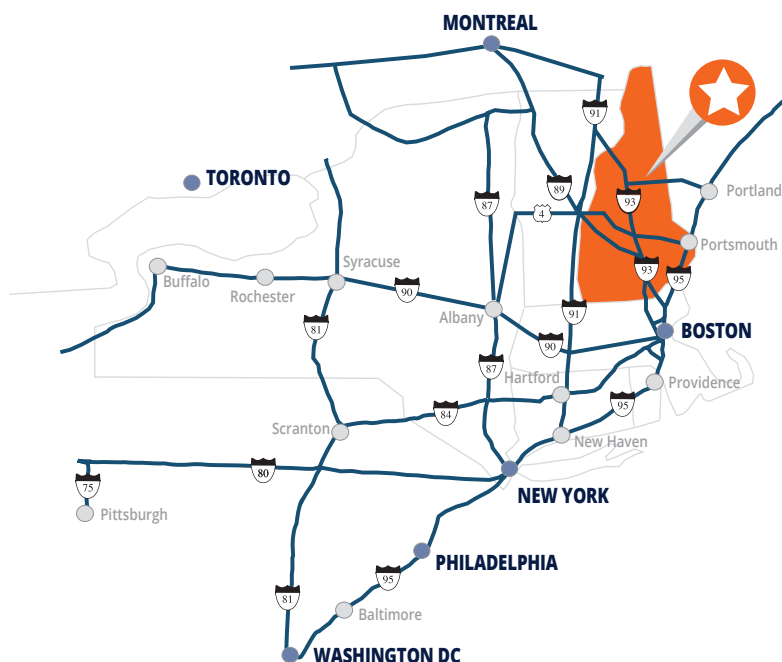 MONTREAL
91
TORONTO
89
93
Portland
87
4
Portsmouth
Syracuse
Buffalo
93
95
Rochester
90
91
Albany
81
BOSTON
90
87
Hartford
Providence
84
95
Scranton
New Haven
80
75
NEW YORK
Pittsburgh
PHILADELPHIA
95
81
Baltimore
WASHINGTON DC